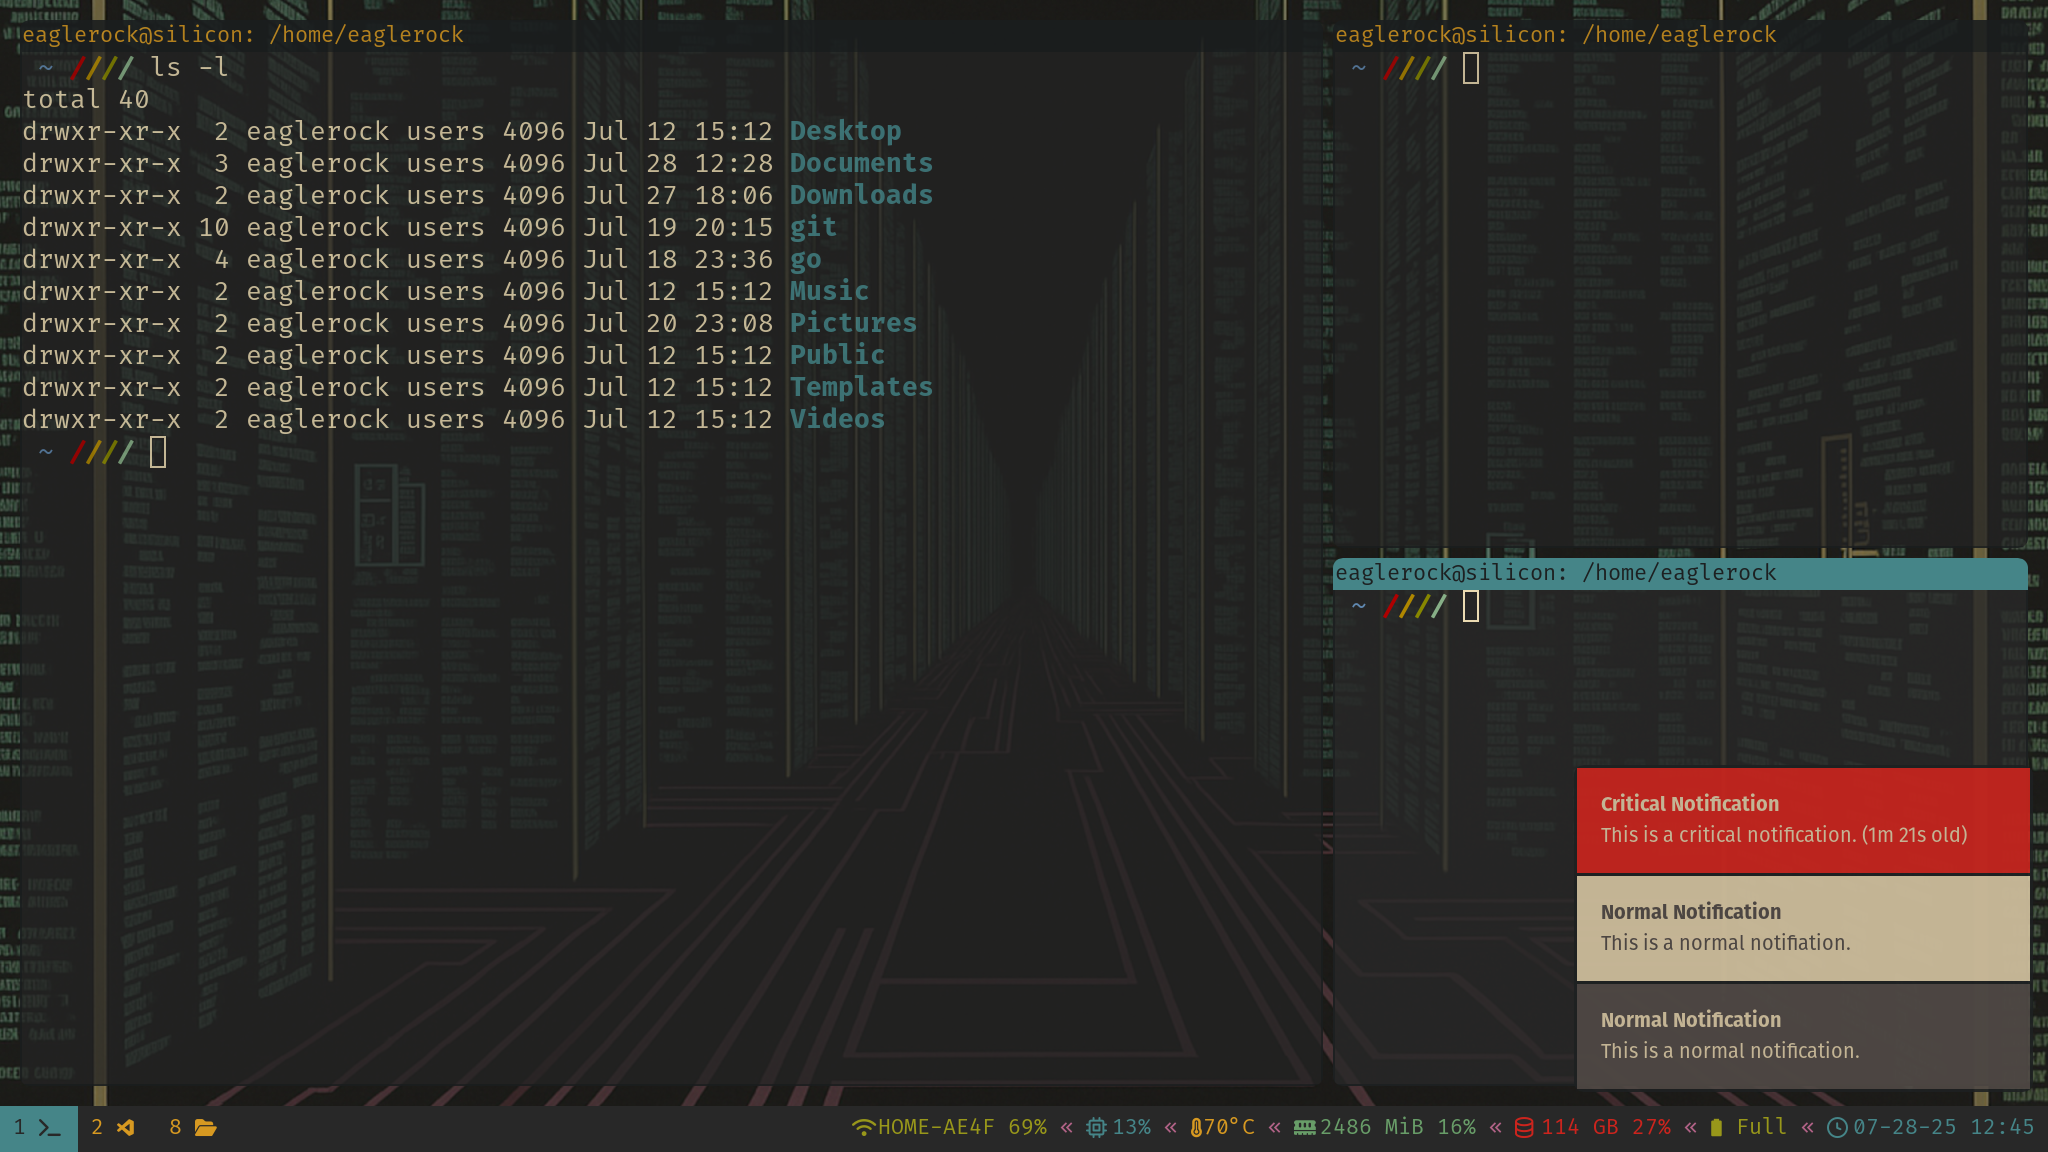 eaglerock@silicon: /home/eaglerock
~ //// ls -l
total 40
drwxr-xr-x  2 eaglerock users 4096 Jul 12 15:12 Desktop
drwxr-xr-x  3 eaglerock users 4096 Jul 28 12:28 Documents
drwxr-xr-x  2 eaglerock users 4096 Jul 27 18:06 Downloads
drwxr-xr-x 10 eaglerock users 4096 Jul 19 20:15 git
drwxr-xr-x  4 eaglerock users 4096 Jul 18 23:36 go
drwxr-xr-x  2 eaglerock users 4096 Jul 12 15:12 Music
drwxr-xr-x  2 eaglerock users 4096 Jul 20 23:08 Pictures
drwxr-xr-x  2 eaglerock users 4096 Jul 12 15:12 Public
drwxr-xr-x  2 eaglerock users 4096 Jul 12 15:12 Templates
drwxr-xr-x  2 eaglerock users 4096 Jul 12 15:12 Videos
~ ////
eaglerock@silicon: /home/eaglerock
~ ////
eaglerock@silicon: /home/eaglerock
~ ////
Critical Notification
This is a critical notification. (1m 21s old)
Normal Notification
This is a normal notifiation.
Normal Notification
This is a normal notification.
1 2 8 HOME-AE4F 69% « 13% « 70°C « 2486 MiB 16% « 114 GB 27% « Full « 07-28-25 12:45